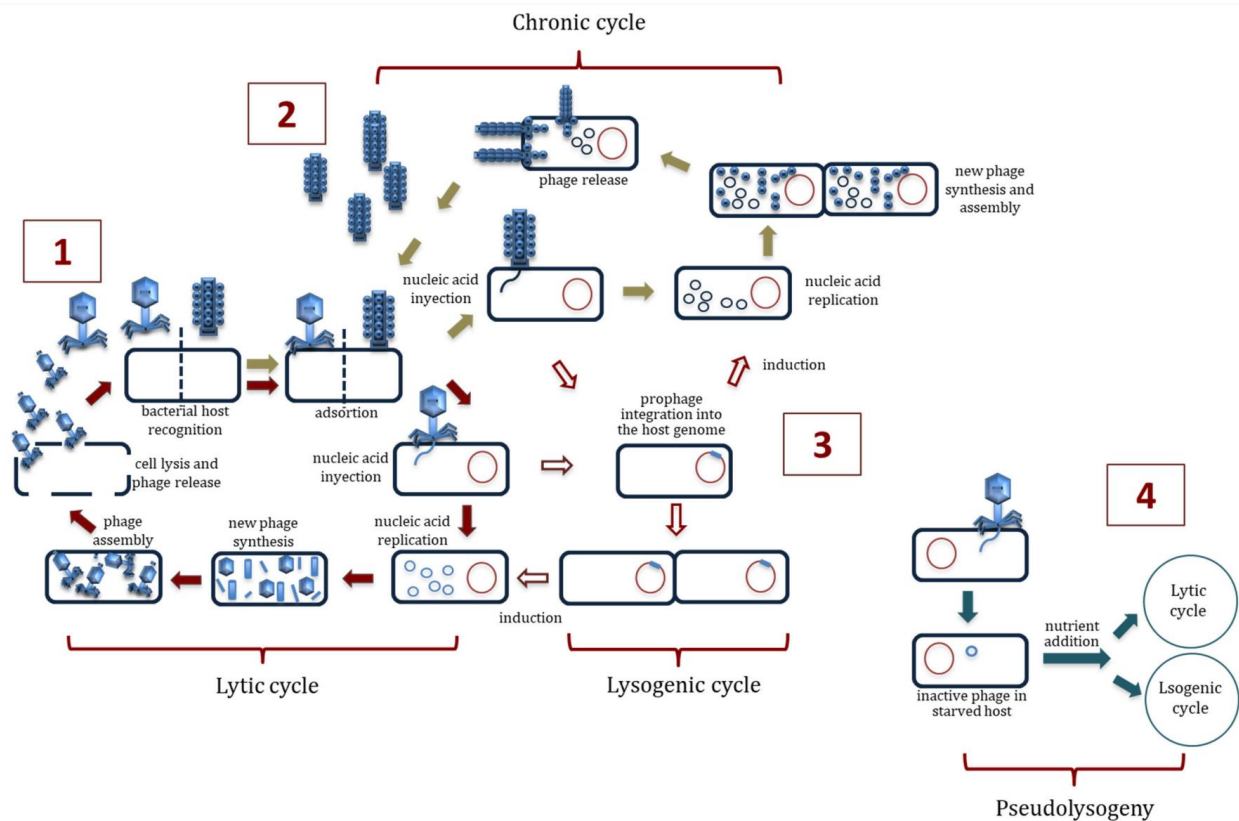 Chronic cycle
2
phage release
new phage
synthesis and
assembly
1
nucleic acid
inyection
nucleic acid
replication
bacterial host
recognition
adsortion
induction
prophage
integration into
the host genome
3
cell lysis and
phage release
nucleic acid
inyection
4
phage
assembly
new phage
synthesis
nucleic acid
replication
induction
Lytic cycle
Lysogenic cycle
nutrient
addition
Lytic
cycle
Lsogenic
cycle
inactive phage in
starved host
Pseudolysogeny